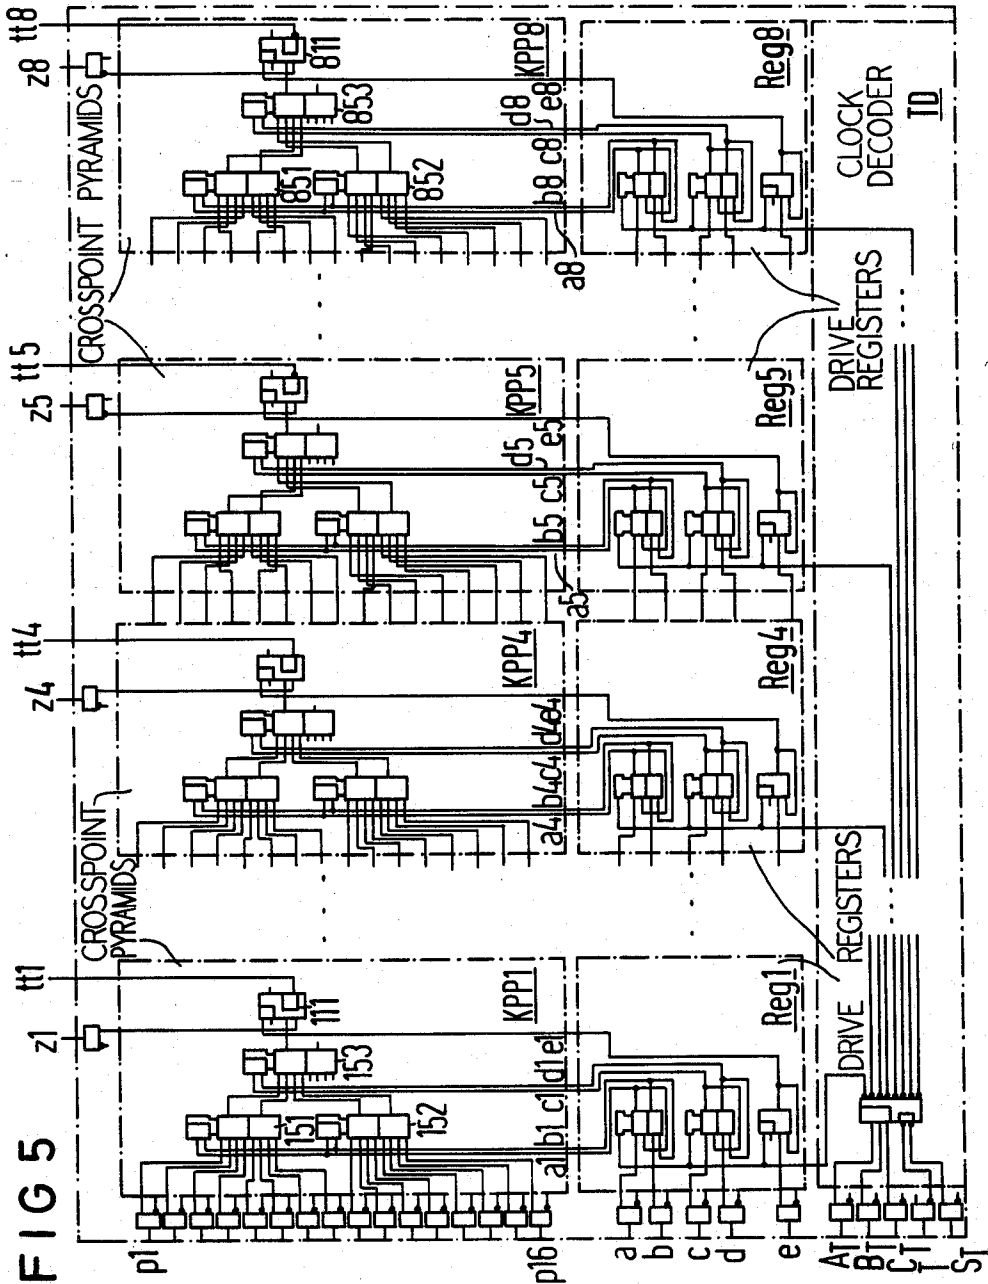 FIG 5
z1
tt1
z4
tt4
z5
tt5
z8
tt8
CROSSPOINT
PYRAMIDS
CROSSPOINT PYRAMIDS
111
153
151
152
KPP1
a1
b1
c1
d1
e1
KPP4
a4
b4
c4
d4
e4
KPP5
a5
b5
c5
d5
e5
811
853
851
852
KPP8
a8
b8
c8
d8
e8
Reg1
Reg4
Reg5
Reg8
DRIVE REGISTERS
DRIVE
REGISTERS
CLOCK
DECODER
TD
p1
p16
a
b
c
d
e
AT
BT
CT
T
ST